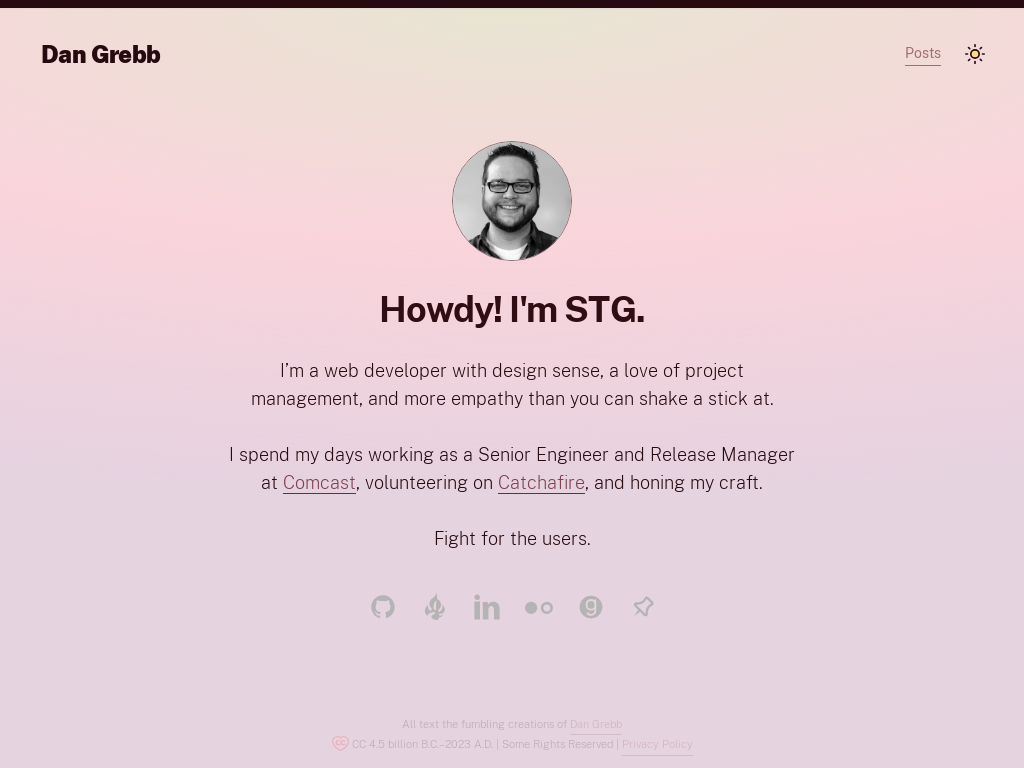 Dan Grebb
Posts
Howdy! I'm STG.
I’m a web developer with design sense, a love of project
management, and more empathy than you can shake a stick at.
I spend my days working as a Senior Engineer and Release Manager
at Comcast, volunteering on Catchafire, and honing my craft.
Fight for the users.
All text the fumbling creations of Dan Grebb
CC 4.5 billion B.C.–2023 A.D. | Some Rights Reserved | Privacy Policy